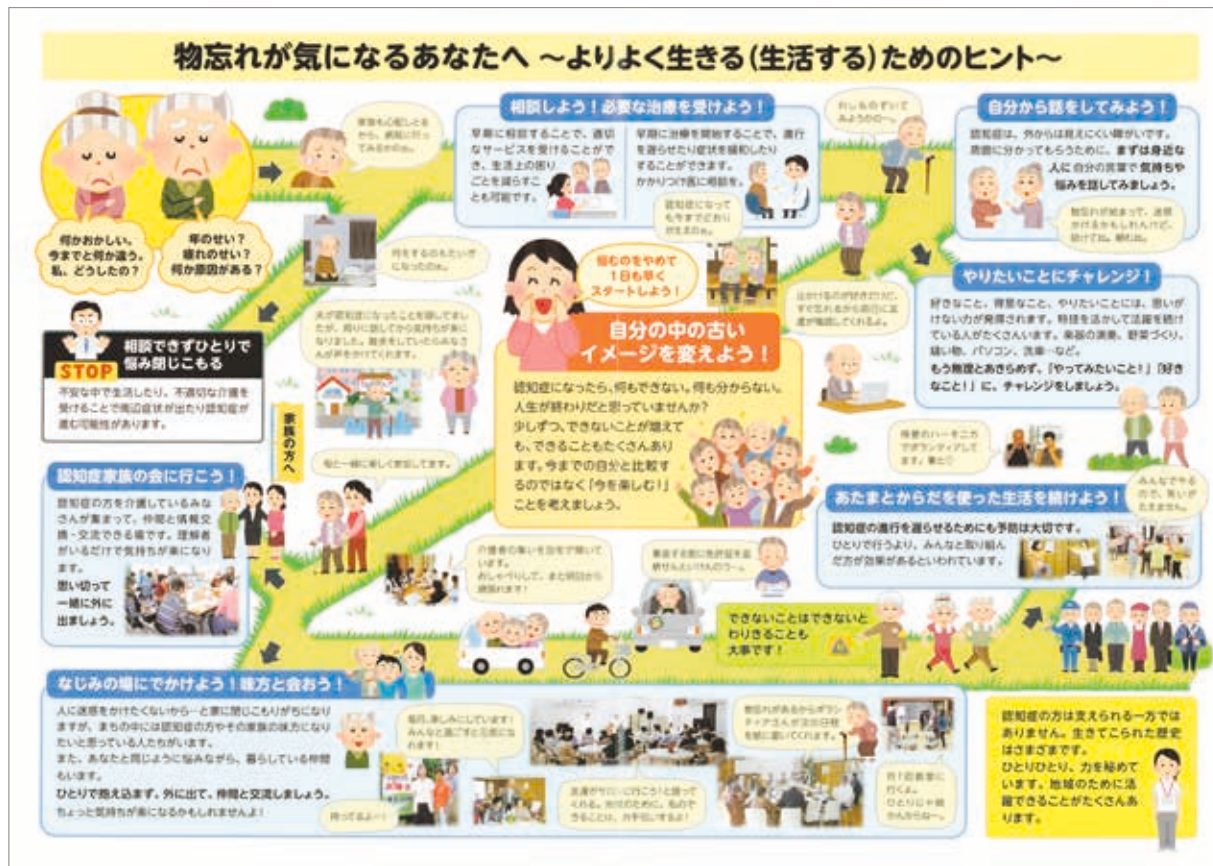 物忘れが気になるあなたへ ～よりよく生きる(生活する)ためのヒント～
何かおかしい。
今までと何か違う。
私、どうしたの？
年のせい？
疲れのせい？
何か原因がある？
相談しよう！必要な治療を受けよう！
早期に相談することで、適切
なサービスを受けることがで
き、生活上の困り
ごとを減らすこ
とも可能です。
早期に治療を開始することで、進行
を遅らせたり症状を緩和したり
することができます。
かかりつけ医に相談を。
自分から話をしてみよう！
認知症は、外からは見えにくい障がいです。
周囲に分かってもらうために、まずは身近な
人に自分の言葉で気持ちや
悩みを話してみましょう。
STOP
相談できずひとりで
悩み閉じこもる
不安な中で生活したり、不適切な介護を
受けることで周辺症状が出たり認知症が
進む可能性があります。
悩むのをやめて
1日も早く
スタートしよう！
自分の中の古い
イメージを変えよう！
認知症になったら、何もできない。何も分からない。
人生が終わりだと思っていませんか？
少しずつ、できないことが増えて
も、できることもたくさんあり
ます。今までの自分と比較す
るのではなく「今を楽しむ！」
ことを考えましょう。
やりたいことにチャレンジ！
好きなこと、得意なこと、やりたいことには、思いが
けない力が発揮されます。特技を活かして活躍を続け
ている人がたくさんいます。楽器の演奏、野菜づくり、
縫い物、パソコン、洗車…など。
もう無理とあきらめず、「やってみたいこと！」「好き
なこと！」に、チャレンジをしましょう。
家族の方へ
母と一緒に楽しく参加してます。
認知症家族の会に行こう！
認知症の方を介護しているみな
さんが集まって、仲間と情報交
換・交流できる場です。理解者
がいるだけで気持ちが楽になり
ます。
思い切って
一緒に外に
出ましょう。
あたまとからだを使った生活を続けよう！
認知症の進行を遅らせるためにも予防は大切です。
ひとりで行うより、みんなと取り組ん
だ方が効果があるといわれています。
できないことはできないと
わりきることも
大事です！
なじみの場にでかけよう！味方と会おう！
人に迷惑をかけたくないから…と家に閉じこもりがちになり
ますが、まちの中には認知症の方やその家族の味方になり
たいと思っている人たちがいます。
また、あなたと同じように悩みながら、暮らしている仲間
もいます。
ひとりで抱え込まず、外に出て、仲間と交流しましょう。
ちょっと気持ちが楽になるかもしれませんよ！
毎月、楽しみにしています！
みんなと過ごすと元気にな
れます！
待ってるよ〜！
認知症の方は支えられる一方では
ありません。生きてこられた歴史
はさまざまです。
ひとりひとり、力を秘めて
います。地域のために活
躍できることがたくさんあ
ります。